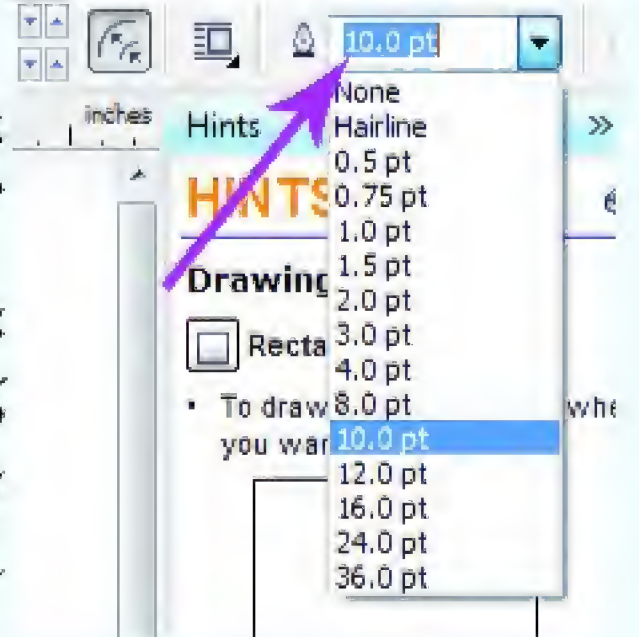 10.0 pt
None
inches
Hints
Hairline
0.5 pt
HINTS
0.75 pt
1.0 pt
Drawing
1.5 pt
2.0 pt
Recta
3.0 pt
4.0 pt
To draw
8.0 pt
whe
you
10.0 pt
12.0 pt
16.0 pt
24.0 pt
36.0 pt